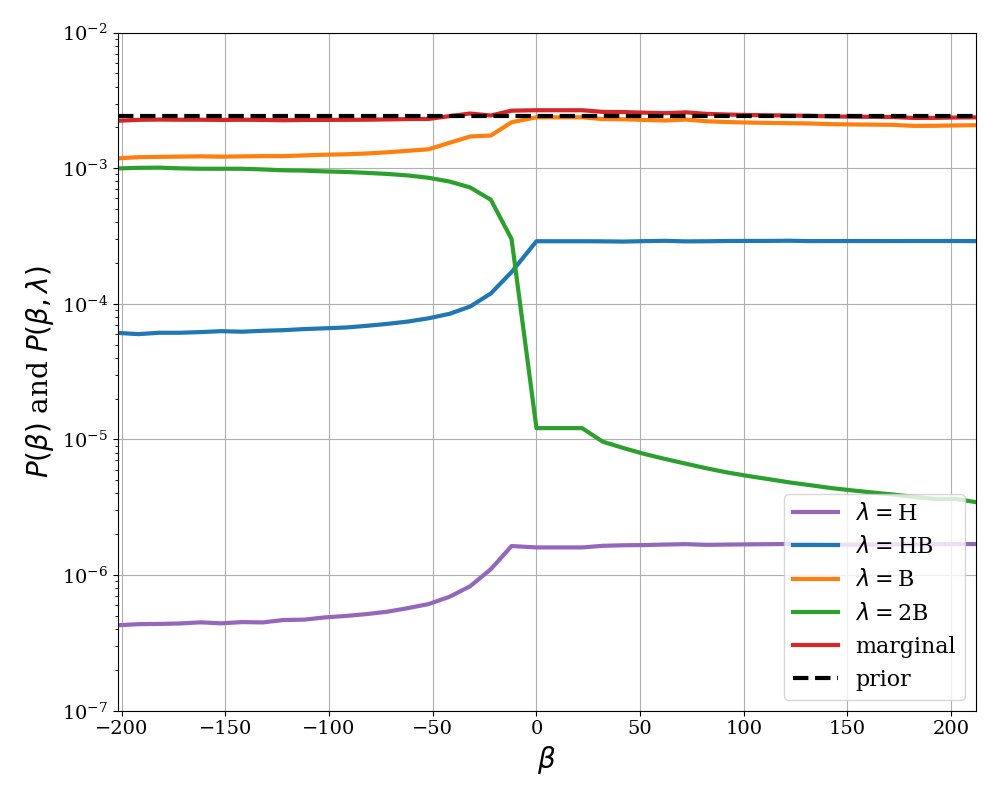 10⁻²
10⁻³
10⁻⁴
10⁻⁵
10⁻⁶
10⁻⁷
P(β) and P(β, λ)
−200 −150 −100 −50 0 50 100 150 200
β
λ = H
λ = HB
λ = B
λ = 2B
marginal
prior